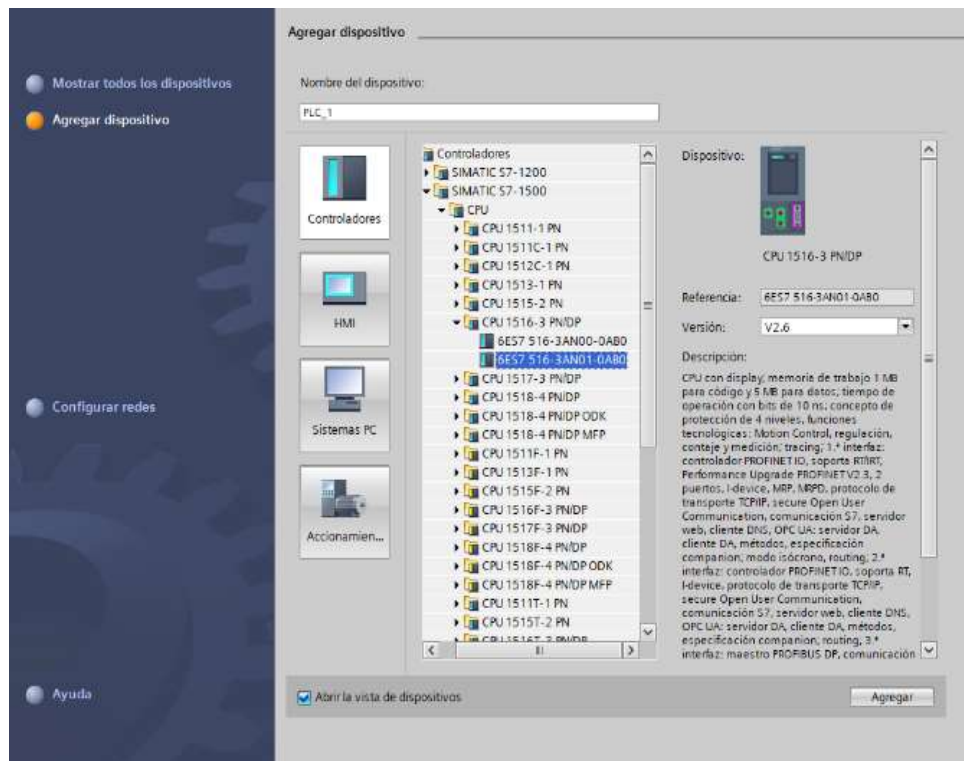 Agregar dispositivo
Mostrar todos los dispositivos
Agregar dispositivo
Configurar redes
Ayuda
Nombre del dispositivo:
PLC_1
Controladores
HMI
Sistemas PC
Accionamien...
Controladores
SIMATIC S7-1200
SIMATIC S7-1500
CPU
CPU 1511-1 PN
CPU 1511C-1 PN
CPU 1512C-1 PN
CPU 1513-1 PN
CPU 1515-2 PN
CPU 1516-3 PN/DP
6ES7 516-3AN00-0AB0
6ES7 516-3AN01-0AB0
CPU 1517-3 PN/DP
CPU 1518-4 PN/DP
CPU 1518-4 PN/DP ODK
CPU 1518-4 PN/DP MFP
CPU 1511F-1 PN
CPU 1513F-1 PN
CPU 1515F-2 PN
CPU 1516F-3 PN/DP
CPU 1517F-3 PN/DP
CPU 1518F-4 PN/DP
CPU 1518F-4 PN/DP ODK
CPU 1518F-4 PN/DP MFP
CPU 1511T-1 PN
CPU 1515T-2 PN
CPU 1516T-3 PN/DP
Dispositivo:
CPU 1516-3 PN/DP
Referencia: 6ES7 516-3AN01-0AB0
Versión: V2.6
Descripción:
CPU con display; memoria de trabajo 1 MB
para código y 5 MB para datos; tiempo de
operación con bits de 10 ns; concepto de
protección de 4 niveles, funciones
tecnológicas: Motion Control, regulación,
contaje y medición; tracing; 1.ª interfaz:
controlador PROFINET IO, soporta RT/IRT,
Performance Upgrade PROFINET V2.3, 2
puertos, I-device, MRP, MRPD, protocolo de
transporte TCP/IP, secure Open User
Communication, comunicación S7, servidor
web, cliente DNS, OPC UA: servidor DA,
cliente DA, métodos, especificación
companion; modo isócrono, routing; 2.ª
interfaz: controlador PROFINET IO, soporta RT,
I-device, protocolo de transporte TCP/IP,
secure Open User Communication,
comunicación S7, servidor web, cliente DNS,
OPC UA: servidor DA, cliente DA, métodos,
especificación companion; routing; 3.ª
interfaz: maestro PROFIBUS DP, comunicación
Abrir la vista de dispositivos
Agregar